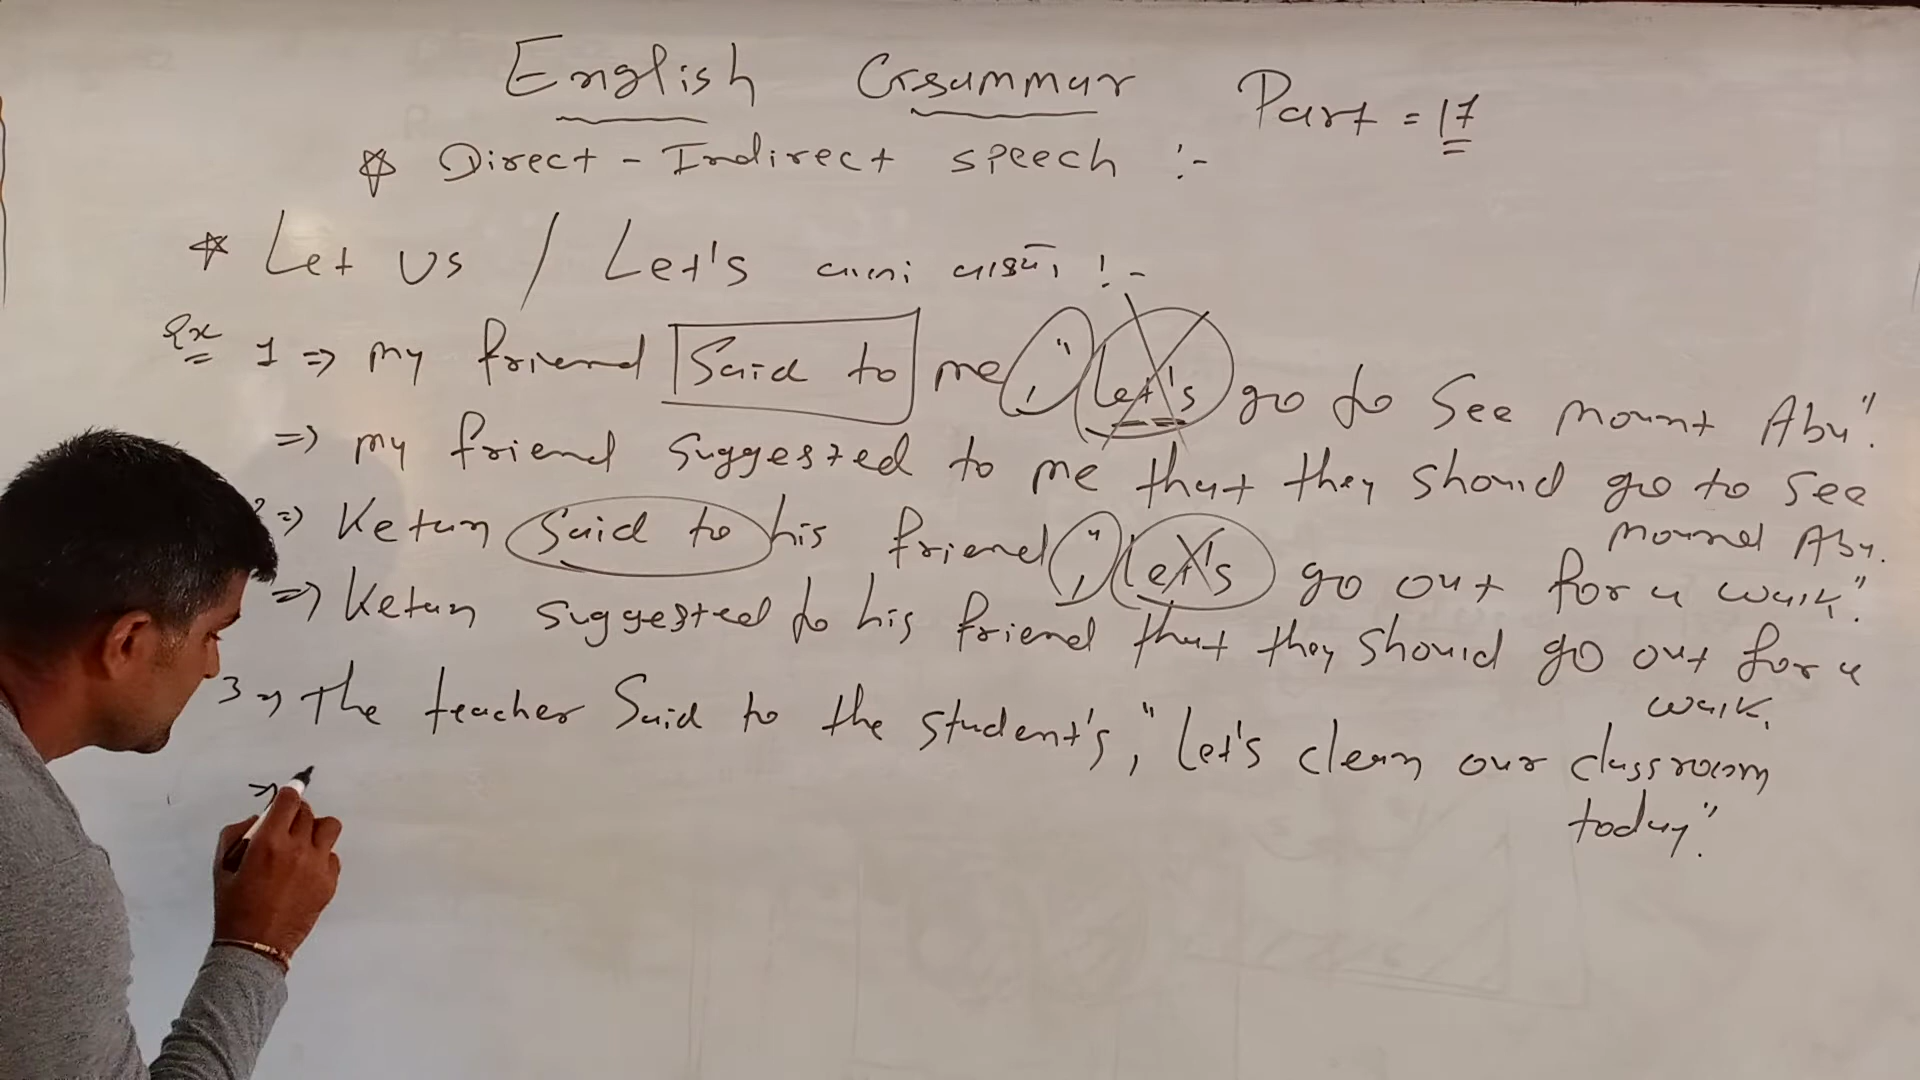 English Grammar Part = 17
* Direct - Indirect speech :-
* Let us / Let's વાળાં વાક્યો :-
Ex 1 => my friend Said to me, "Let's go to See mount Abu".
=> my friend suggested to me that they should go to see
mound Abu.
2 => Ketan Said to his friend, "Let's go out for a walk".
=> Ketan suggested to his friend that they should go out for a
walk.
3 => the teacher Said to the student's, "Let's clean our classroom
today".
=>